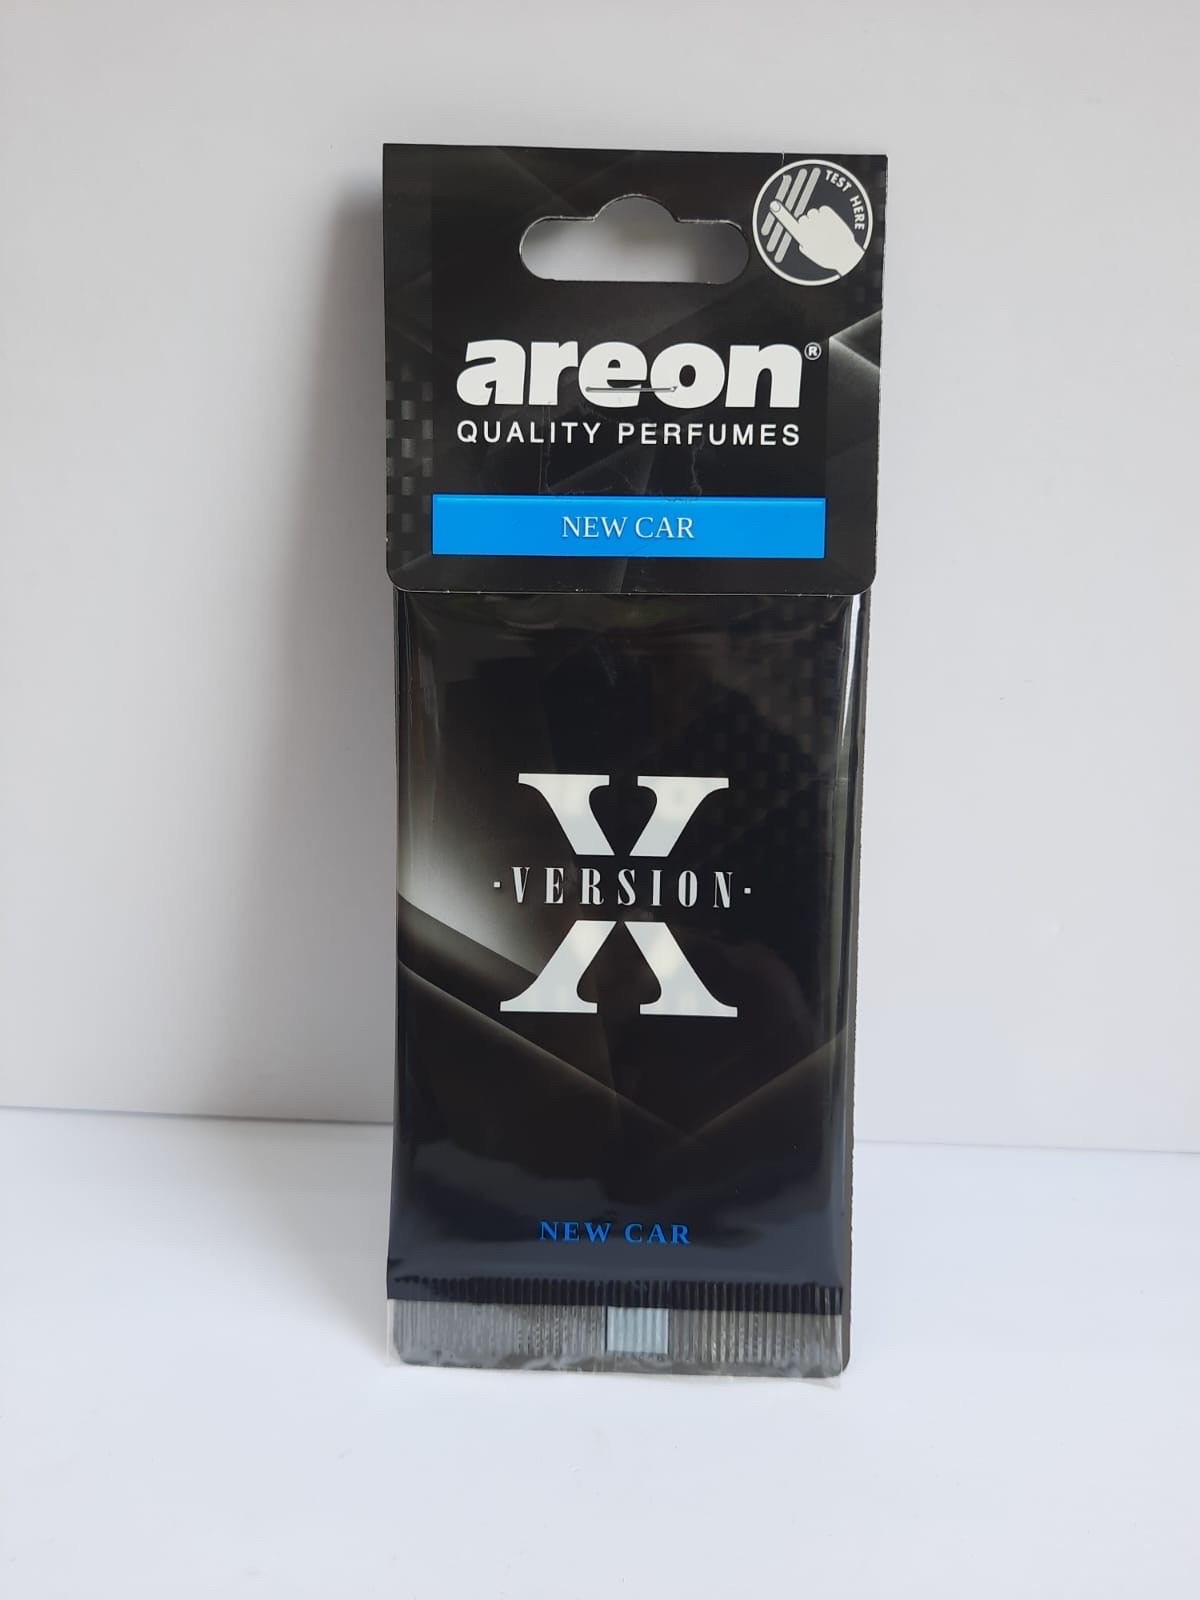 TEST HERE
areon®
QUALITY PERFUMES
NEW CAR
X
·VERSION·
NEW CAR